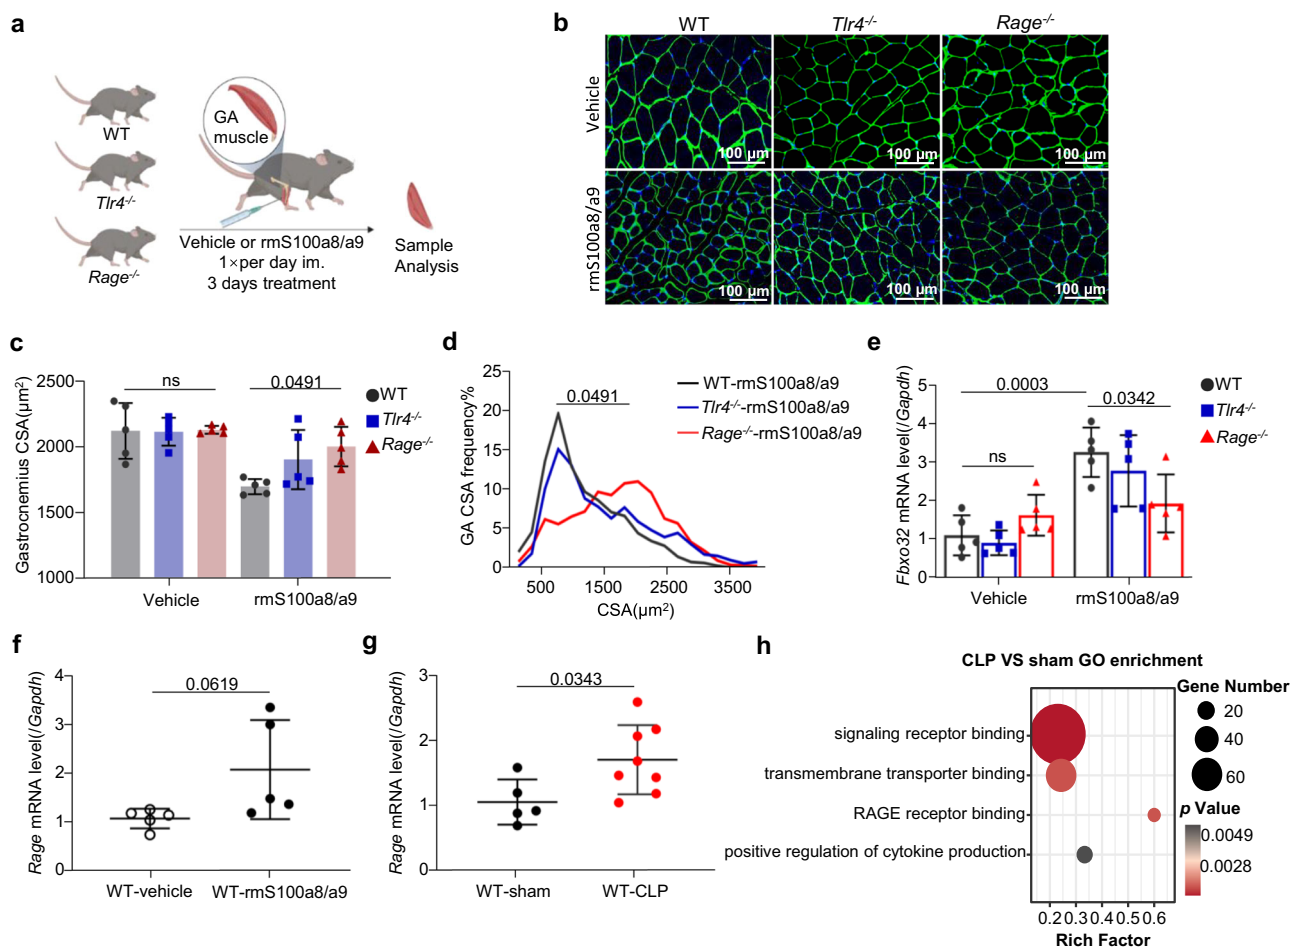 a
WT
Tlr4-/-
Rage-/-
GA
muscle
Vehicle or rmS100a8/a9
1×per day im.
3 days treatment
Sample
Analysis
b
WT
Tlr4-/-
Rage-/-
Vehicle
rmS100a8/a9
100 µm
100 µm
100 µm
100 µm
100 µm
100 µm
c
Gastroonemius CSA(µm²)
2500
2000
1500
1000
ns
0.0491
WT
Tlr4-/-
Rage-/-
Vehicle
rmS100a8/a9
d
GA CSA frequency%
25
20
15
10
5
0
0.0491
WT-rmS100a8/a9
Tlr4-/--rmS100a8/a9
Rage-/--rmS100a8/a9
500
1500
2500
3500
CSA(µm²)
e
Fbxo32 mRNA level(/Gapdh)
5
4
3
2
1
0
0.0003
0.0342
ns
WT
Tlr4-/-
Rage-/-
Vehicle
rmS100a8/a9
f
Rage mRNA level(/Gapdh)
4
3
2
1
0
0.0619
WT-vehicle
WT-rmS100a8/a9
g
Rage mRNA level(/Gapdh)
3
2
1
0
0.0343
WT-sham
WT-CLP
h
CLP VS sham GO enrichment
signaling receptor binding
transmembrane transporter binding
RAGE receptor binding
positive regulation of cytokine production
0.2 0.3 0.4 0.5 0.6
Rich Factor
Gene Number
20
40
60
p Value
0.0049
0.0028